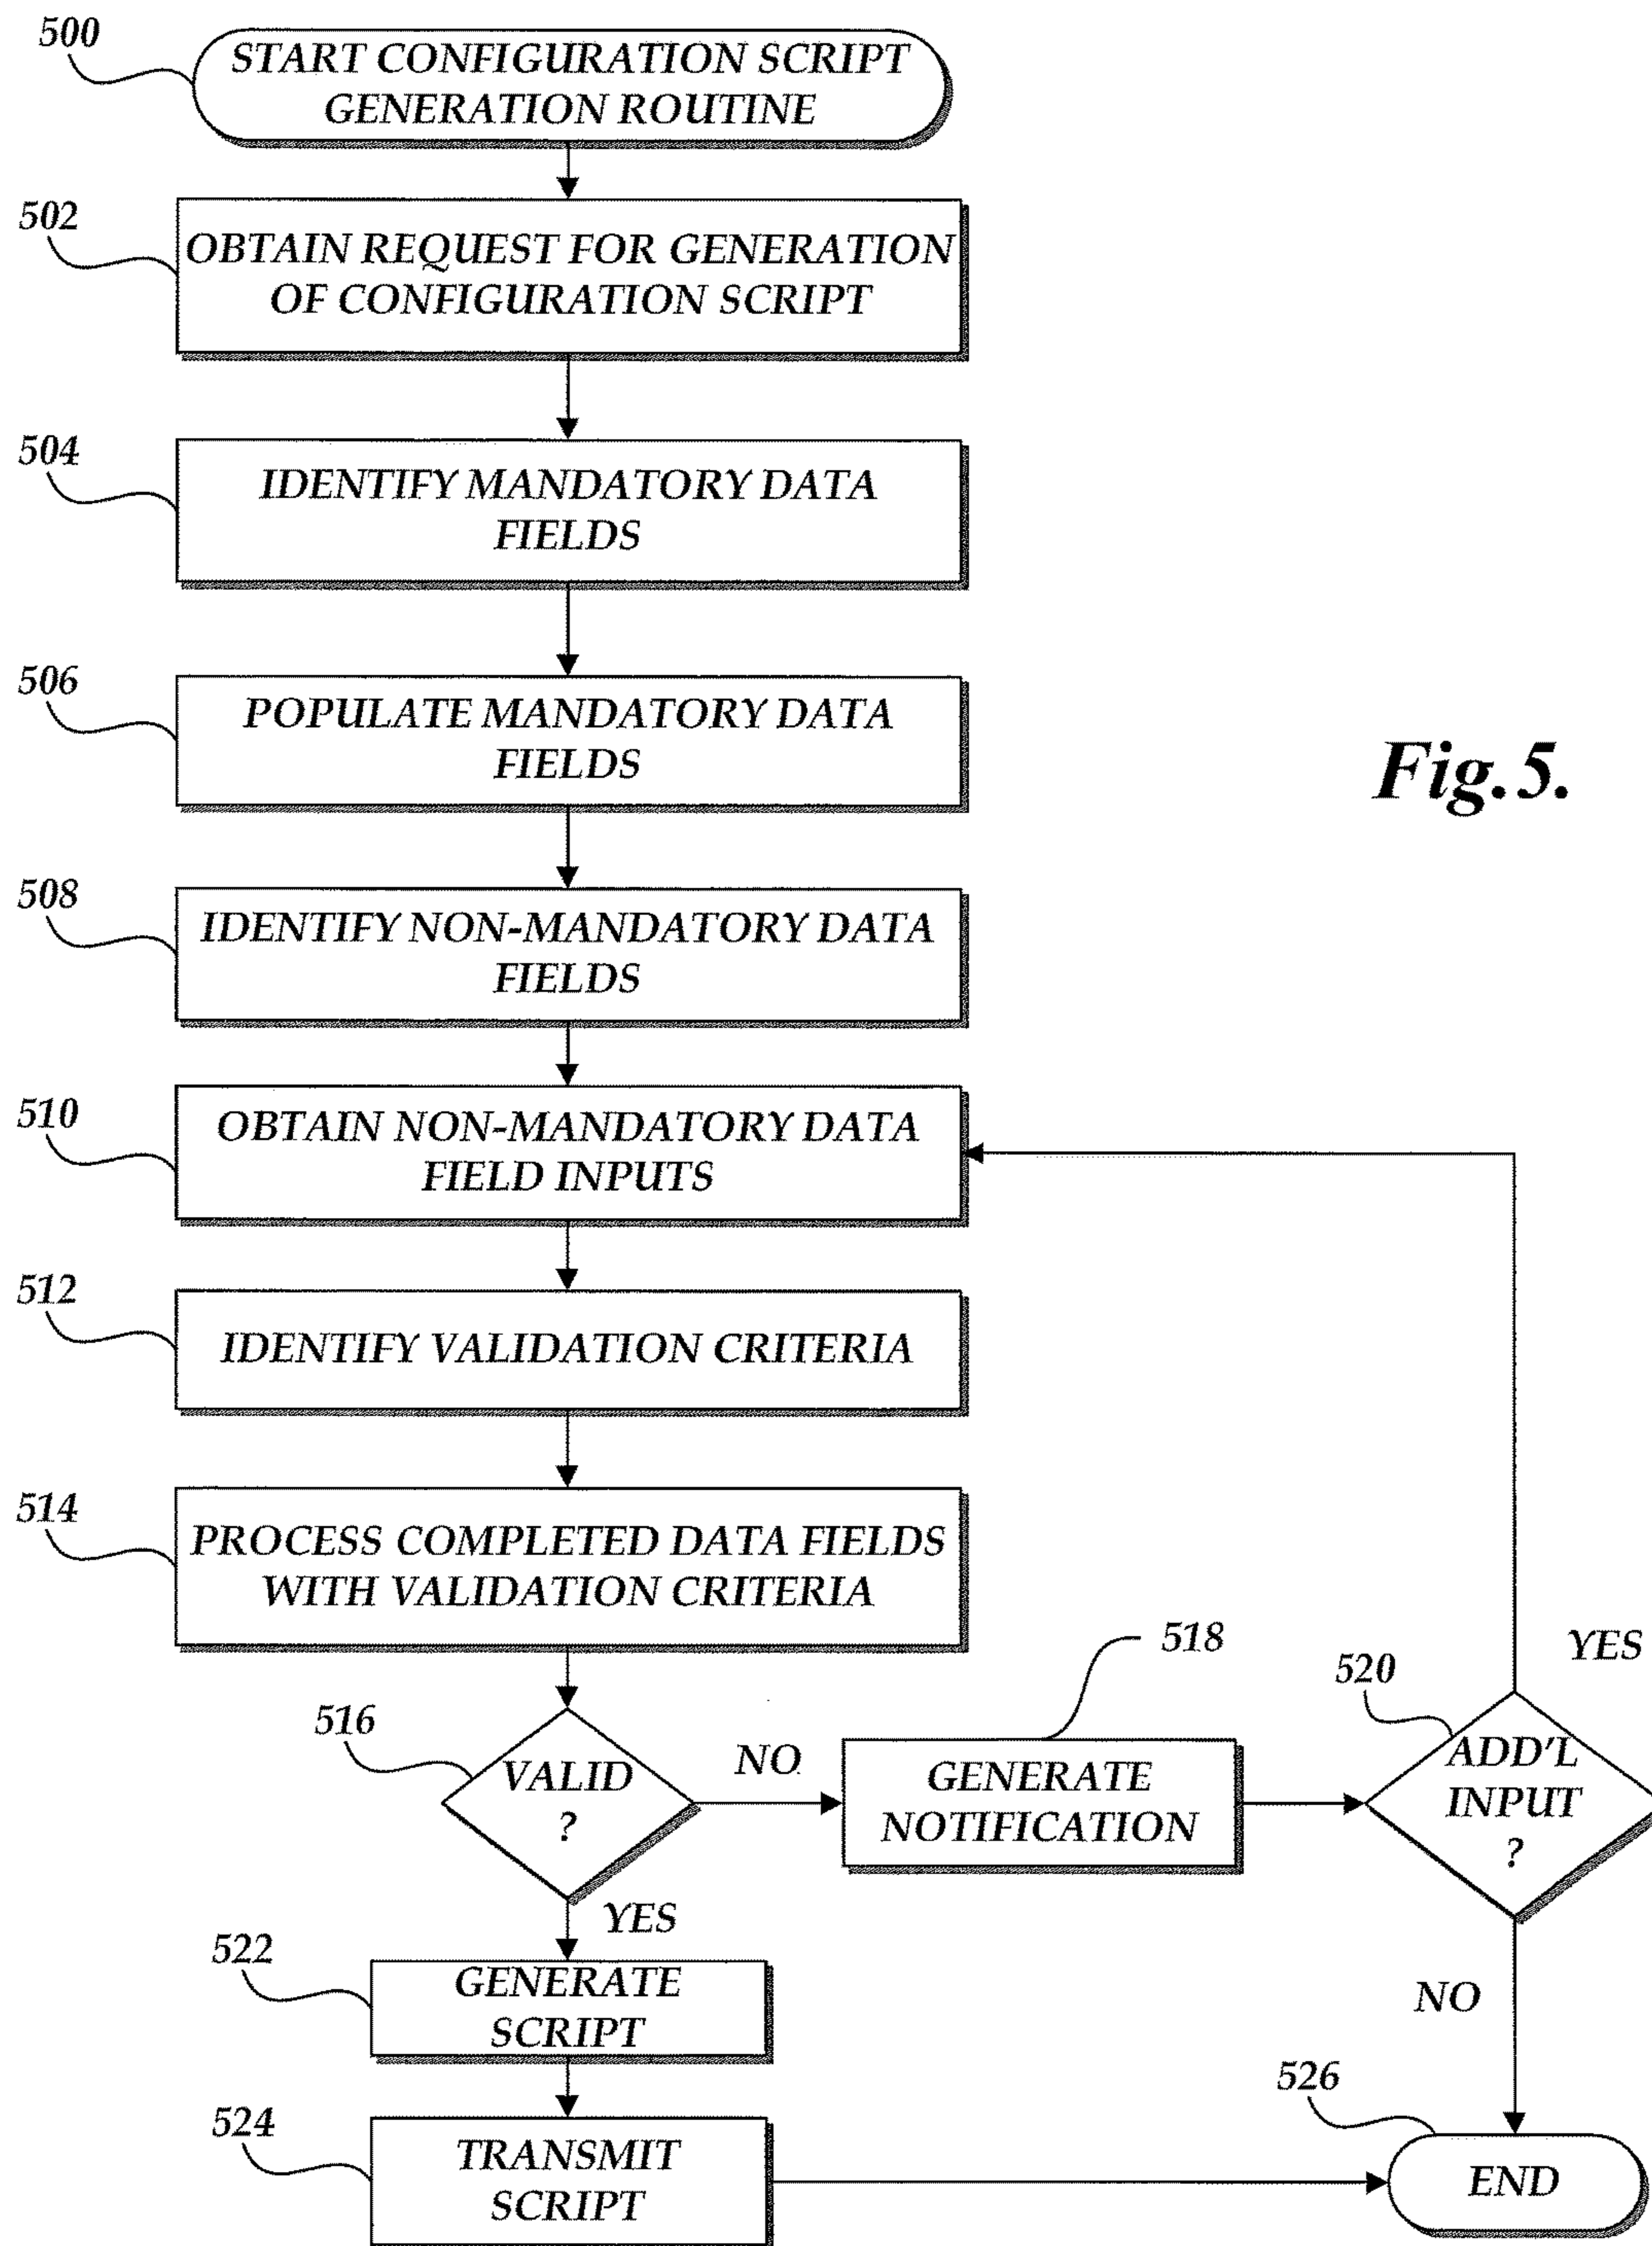 500
START CONFIGURATION SCRIPT
GENERATION ROUTINE
502
OBTAIN REQUEST FOR GENERATION
OF CONFIGURATION SCRIPT
504
IDENTIFY MANDATORY DATA
FIELDS
506
POPULATE MANDATORY DATA
FIELDS
Fig. 5.
508
IDENTIFY NON-MANDATORY DATA
FIELDS
510
OBTAIN NON-MANDATORY DATA
FIELD INPUTS
512
IDENTIFY VALIDATION CRITERIA
514
PROCESS COMPLETED DATA FIELDS
WITH VALIDATION CRITERIA
516
VALID
?
NO
518
GENERATE
NOTIFICATION
520
ADD'L
INPUT
?
YES
YES
522
GENERATE
SCRIPT
NO
524
TRANSMIT
SCRIPT
526
END